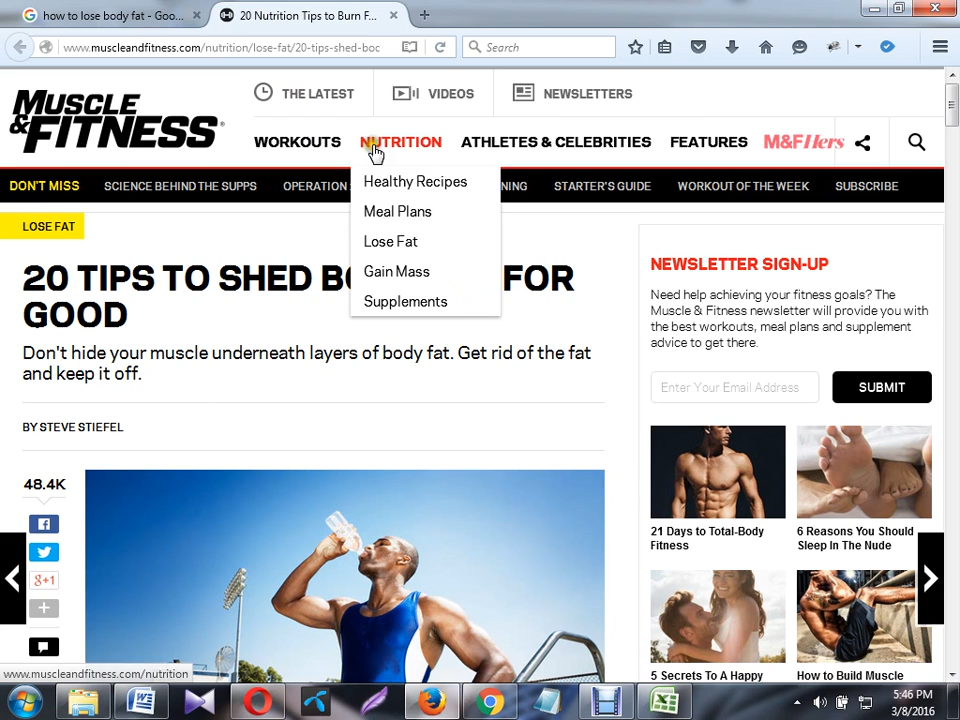 how to lose body fat - Goo...
20 Nutrition Tips to Burn F...
www.muscleandfitness.com/nutrition/lose-fat/20-tips-shed-boc
Search
MUSCLE
&FITNESS
THE LATEST
VIDEOS
NEWSLETTERS
WORKOUTS
NUTRITION
ATHLETES & CELEBRITIES
FEATURES
M&F Hers
DON'T MISS
SCIENCE BEHIND THE SUPPS
OPERATION
NING
STARTER'S GUIDE
WORKOUT OF THE WEEK
SUBSCRIBE
Healthy Recipes
Meal Plans
Lose Fat
Gain Mass
Supplements
LOSE FAT
20 TIPS TO SHED BO FOR
GOOD
Don't hide your muscle underneath layers of body fat. Get rid of the fat
and keep it off.
BY STEVE STIEFEL
48.4K
g+1
NEWSLETTER SIGN-UP
Need help achieving your fitness goals? The
Muscle & Fitness newsletter will provide you with
the best workouts, meal plans and supplement
advice to get there.
Enter Your Email Address
SUBMIT
21 Days to Total-Body
Fitness
6 Reasons You Should
Sleep In The Nude
5 Secrets To A Happy
How to Build Muscle
www.muscleandfitness.com/nutrition
5:46 PM
3/8/2016